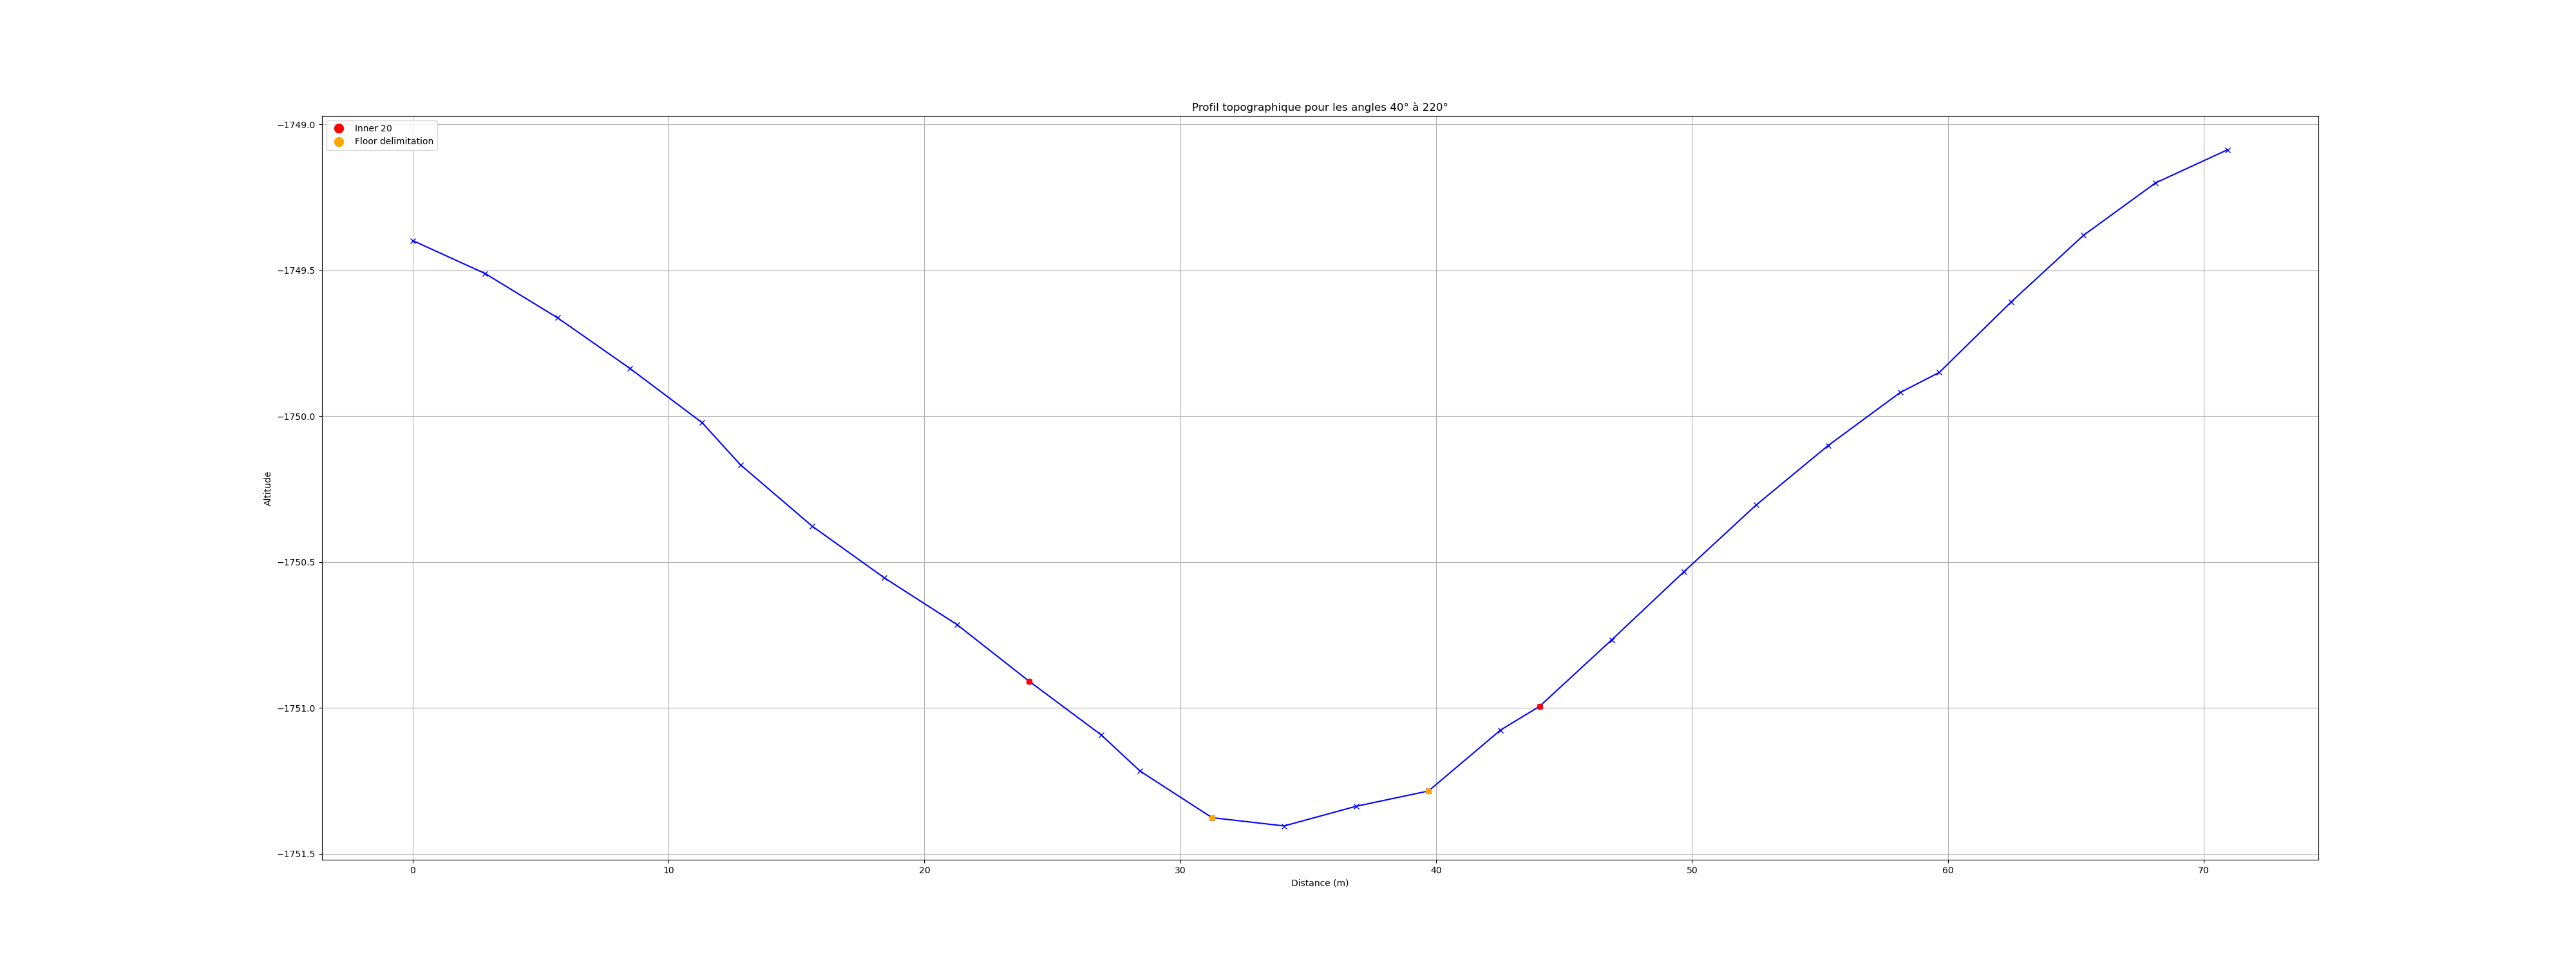 Profil topographique pour les angles 40° à 220°
Inner 20
Floor delimitation
−1749.0
−1749.5
−1750.0
−1750.5
−1751.0
−1751.5
Altitude
0 10 20 30 40 50 60 70
Distance (m)